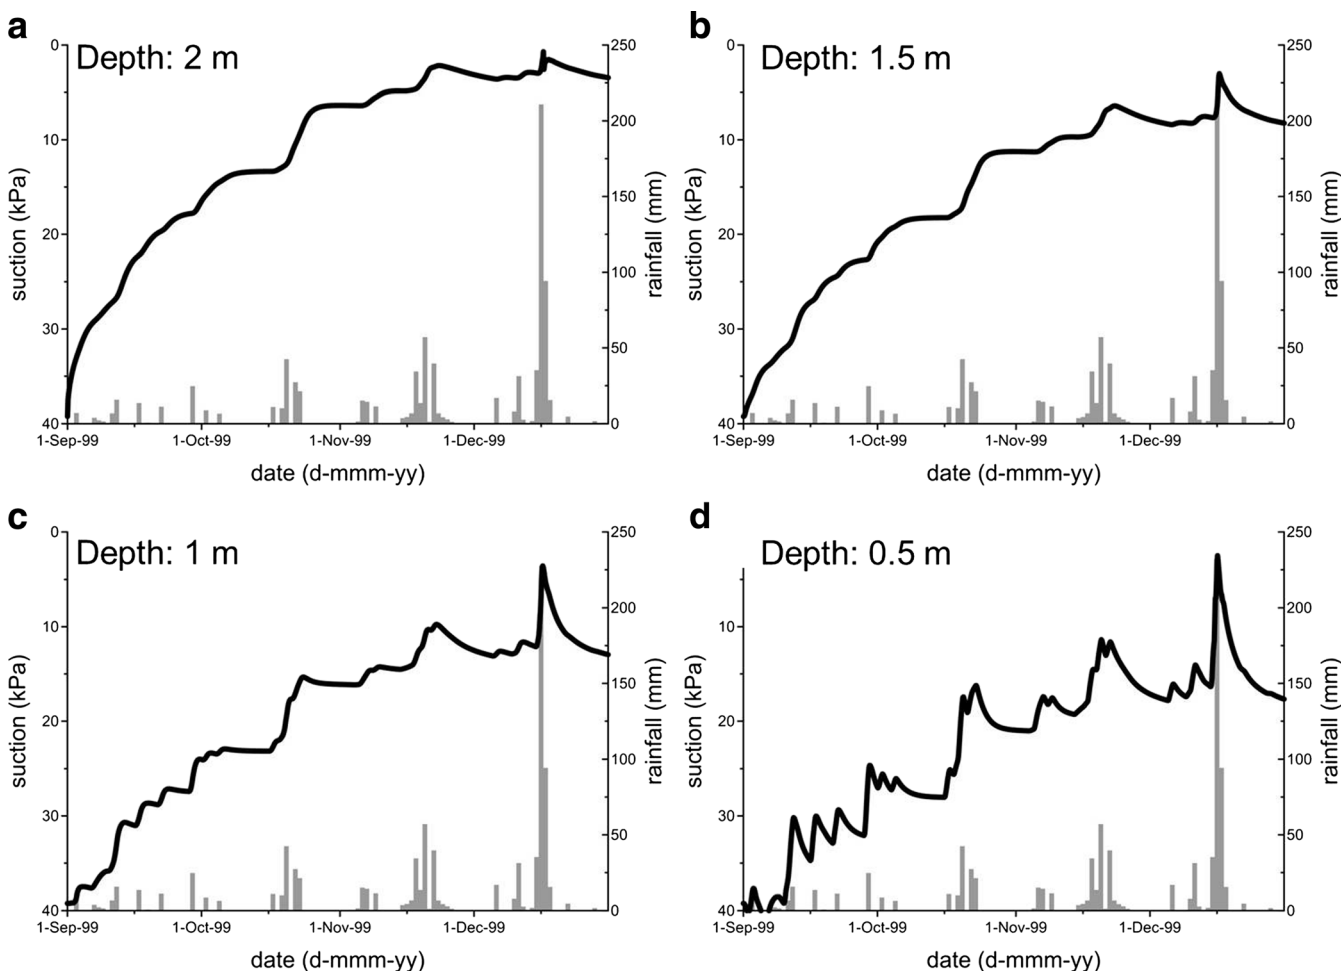 a
Depth: 2 m
0
10
20
30
40
suction (kPa)
250
200
150
100
50
0
rainfall (mm)
1-Sep-99
1-Oct-99
1-Nov-99
1-Dec-99
date (d-mmm-yy)
b
Depth: 1.5 m
0
10
20
30
40
suction (kPa)
250
200
150
100
50
0
rainfall (mm)
1-Sep-99
1-Oct-99
1-Nov-99
1-Dec-99
date (d-mmm-yy)
c
Depth: 1 m
0
10
20
30
40
suction (kPa)
250
200
150
100
50
0
rainfall (mm)
1-Sep-99
1-Oct-99
1-Nov-99
1-Dec-99
date (d-mmm-yy)
d
Depth: 0.5 m
10
20
30
40
suction (kPa)
250
200
150
100
50
0
rainfall (mm)
1-Sep-99
1-Oct-99
1-Nov-99
1-Dec-99
date (d-mmm-yy)